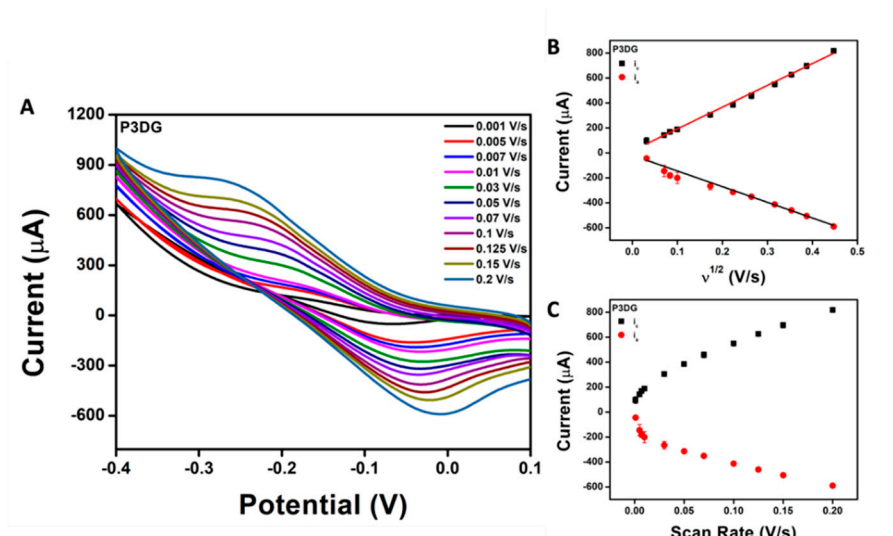 A
P3DG
1200
900
600
300
0
-300
-600
-0.4
-0.3
-0.2
-0.1
0.0
0.1
Current (μA)
Potential (V)
0.001 V/s
0.005 V/s
0.007 V/s
0.01 V/s
0.03 V/s
0.05 V/s
0.07 V/s
0.1 V/s
0.125 V/s
0.15 V/s
0.2 V/s
B
P3DG
800
600
400
200
0
-200
-400
-600
0.0
0.1
0.2
0.3
0.4
0.5
Current (μA)
ν1/2 (V/s)
C
P3DG
800
600
400
200
0
-200
-400
-600
0.00
0.05
0.10
0.15
0.20
Current (μA)
Scan Rate (V/s)